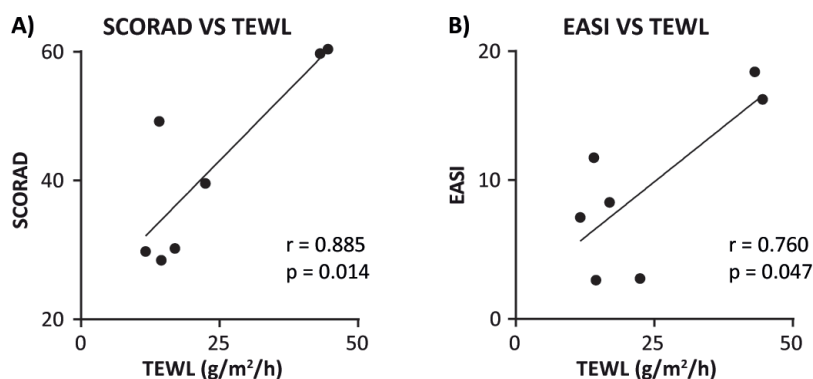 A)
SCORAD VS TEWL
60
40
20
SCORAD
r = 0.885
p = 0.014
0
25
50
TEWL (g/m²/h)
B)
EASI VS TEWL
20
10
0
EASI
r = 0.760
p = 0.047
0
25
50
TEWL (g/m²/h)